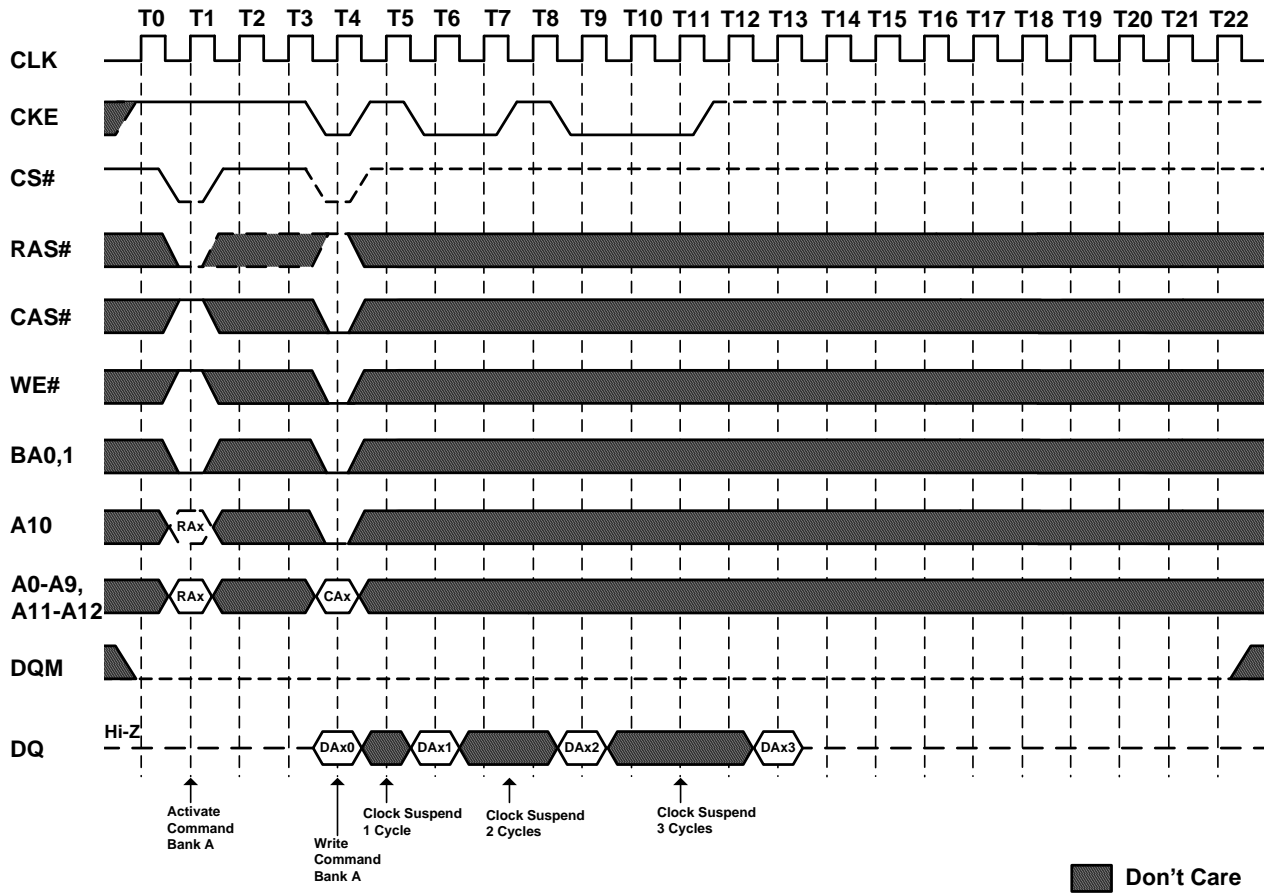 T0 T1 T2 T3 T4 T5 T6 T7 T8 T9 T10 T11 T12 T13 T14 T15 T16 T17 T18 T19 T20 T21 T22
CLK
CKE
CS#
RAS#
CAS#
WE#
BA0,1
A10
RAx
A0-A9,
A11-A12
RAx CAx
DQM
Hi-Z
DQ
DAx0 DAx1 DAx2 DAx3
Activate
Command
Bank A
Write
Command
Bank A
Clock Suspend
1 Cycle
Clock Suspend
2 Cycles
Clock Suspend
3 Cycles
Don't Care